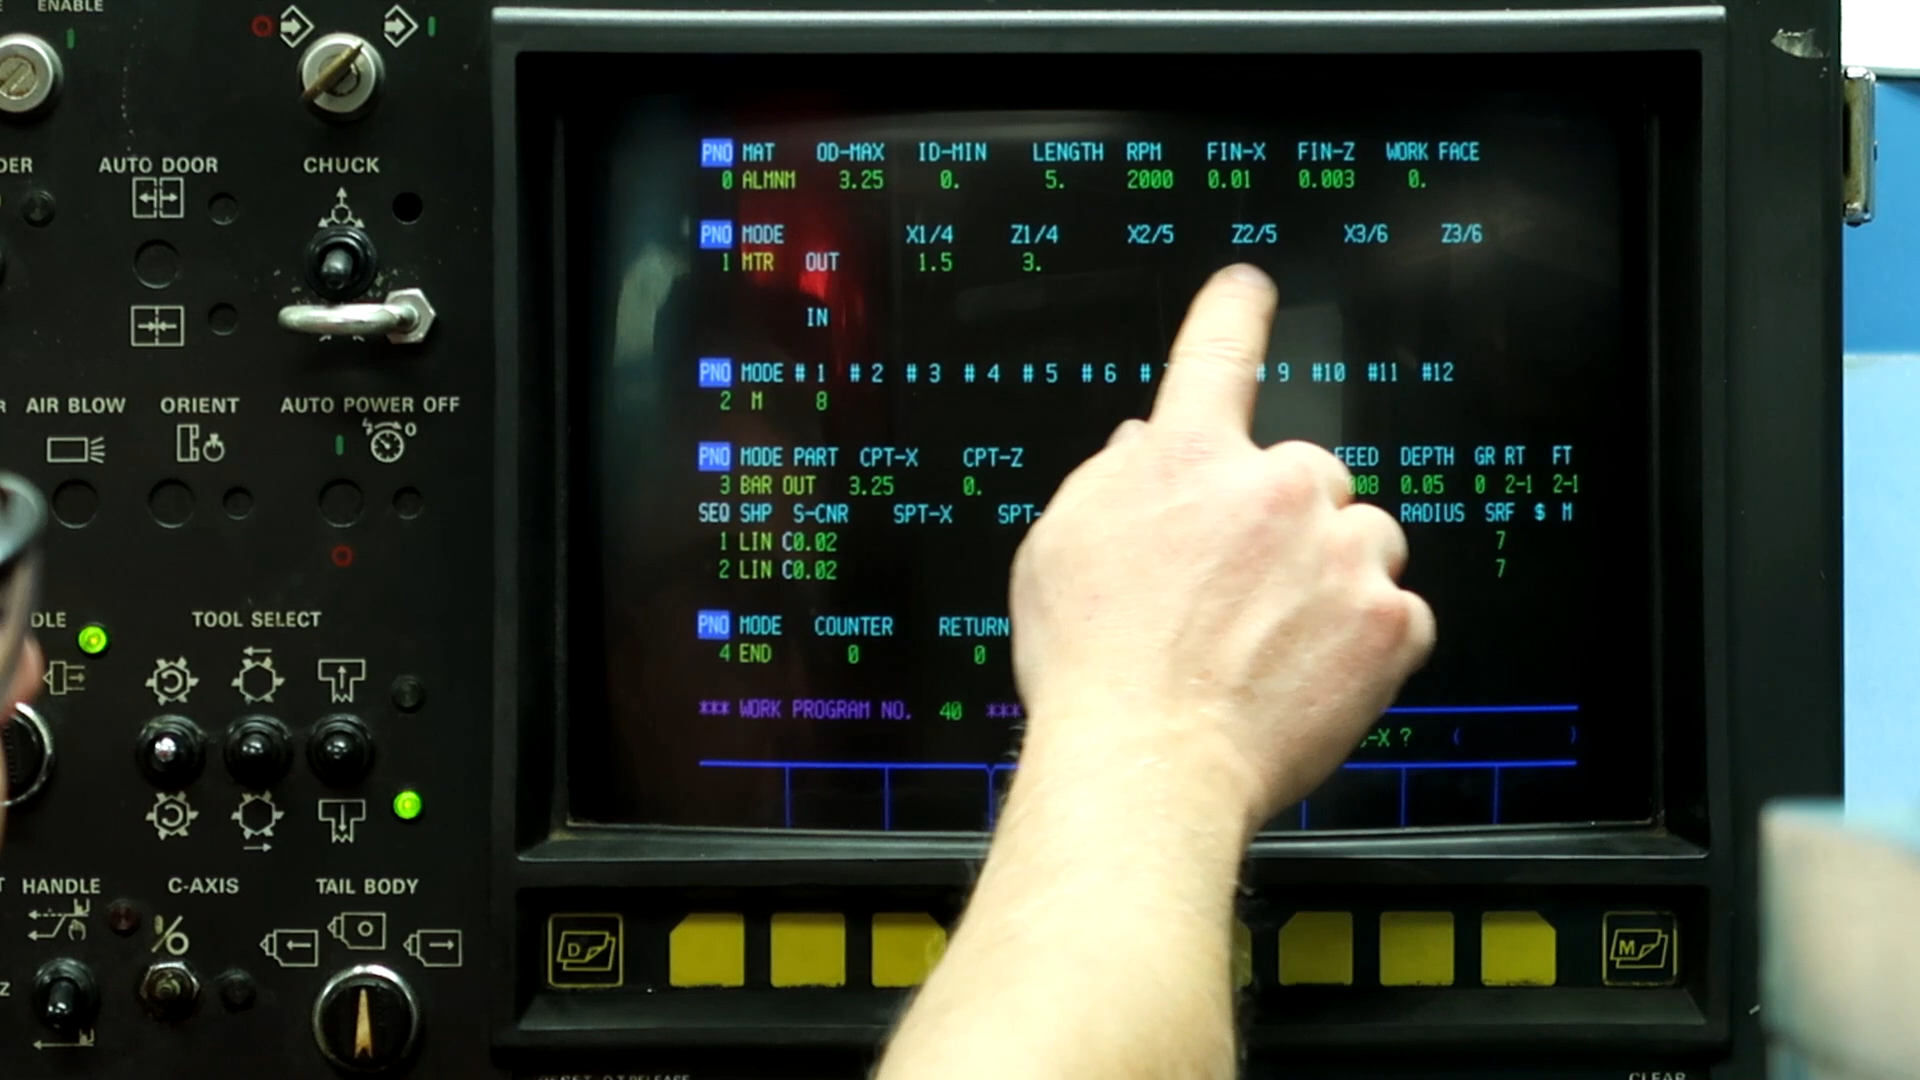 ENABLE
AUTO DOOR
CHUCK
AIR BLOW
ORIENT
AUTO POWER OFF
TOOL SELECT
HANDLE
C-AXIS
TAIL BODY
Z
PNO MAT OD-MAX ID-MIN LENGTH RPM FIN-X FIN-Z WORK FACE
0 ALMNM 3.25 0. 5. 2000 0.01 0.003 0.
PNO MODE X1/4 Z1/4 X2/5 Z2/5 X3/6 Z3/6
1 MTR OUT 1.5 3.
IN
PNO MODE # 1 # 2 # 3 # 4 # 5 # 6 # # 9 #10 #11 #12
2 M 8
PNO MODE PART CPT-X CPT-Z FEED DEPTH GR RT FT
3 BAR OUT 3.25 0. 008 0.05 0 2-1 2-1
SEQ SHP S-CNR SPT-X SPT- RADIUS SRF $ M
1 LIN C0.02 7
2 LIN C0.02 7
PNO MODE COUNTER RETURN
4 END 0 0
*** WORK PROGRAM NO. 40 ***
-X ? ( )
D
M
CLEAR